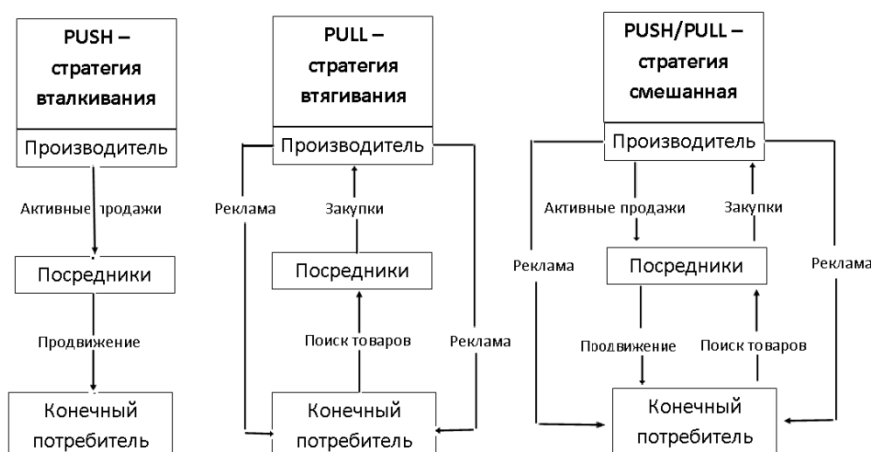 PUSH –
стратегия
вталкивания
Производитель
Активные продажи
Посредники
Продвижение
Конечный
потребитель
PULL –
стратегия
втягивания
Производитель
Реклама
Закупки
Посредники
Поиск товаров
Реклама
Конечный
потребитель
PUSH/PULL –
стратегия
смешанная
Производитель
Активные продажи
Закупки
Реклама
Посредники
Реклама
Продвижение
Поиск товаров
Конечный
потребитель